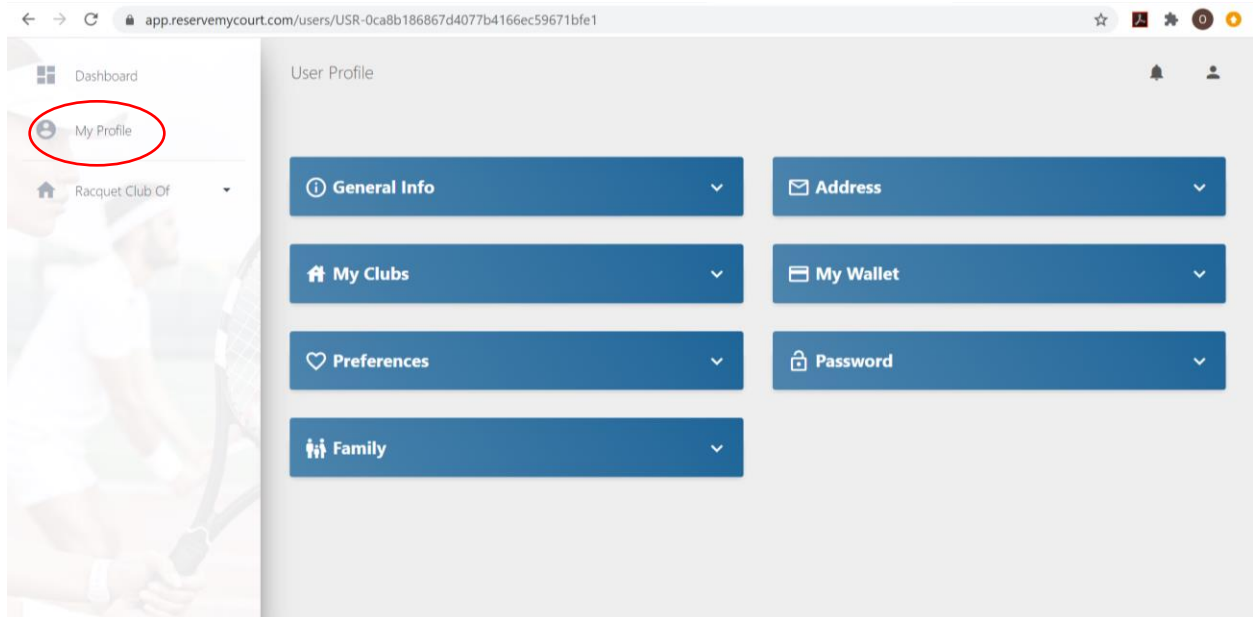 app.reservemycourt.com/users/USR-0ca8b186867d4077b4166ec59671bfe1
O
Dashboard
My Profile
Racquet Club Of
User Profile
General Info
Address
My Clubs
My Wallet
Preferences
Password
Family